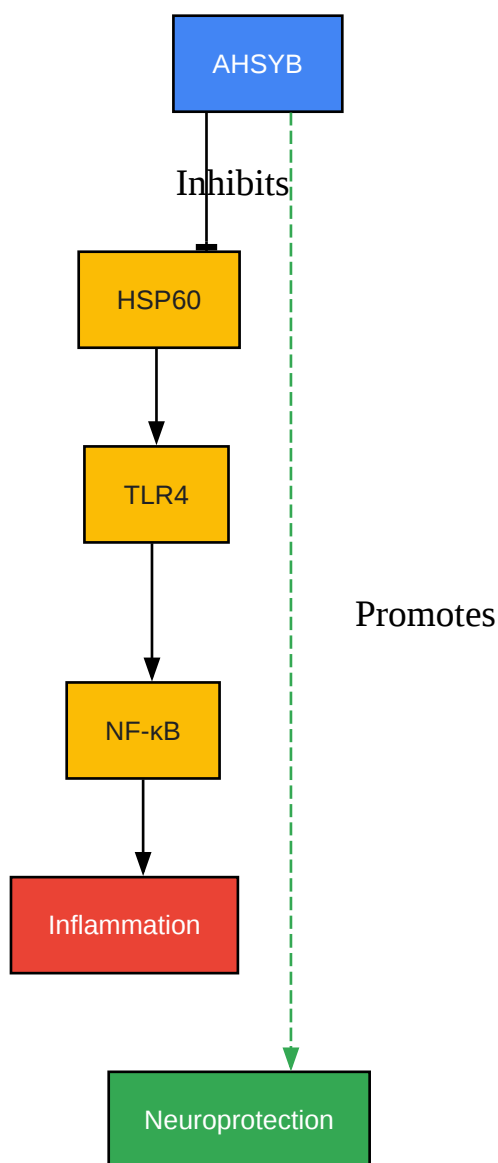 AHSYB
Inhibits
HSP60
TLR4
Promotes
NF-κB
Inflammation
Neuroprotection